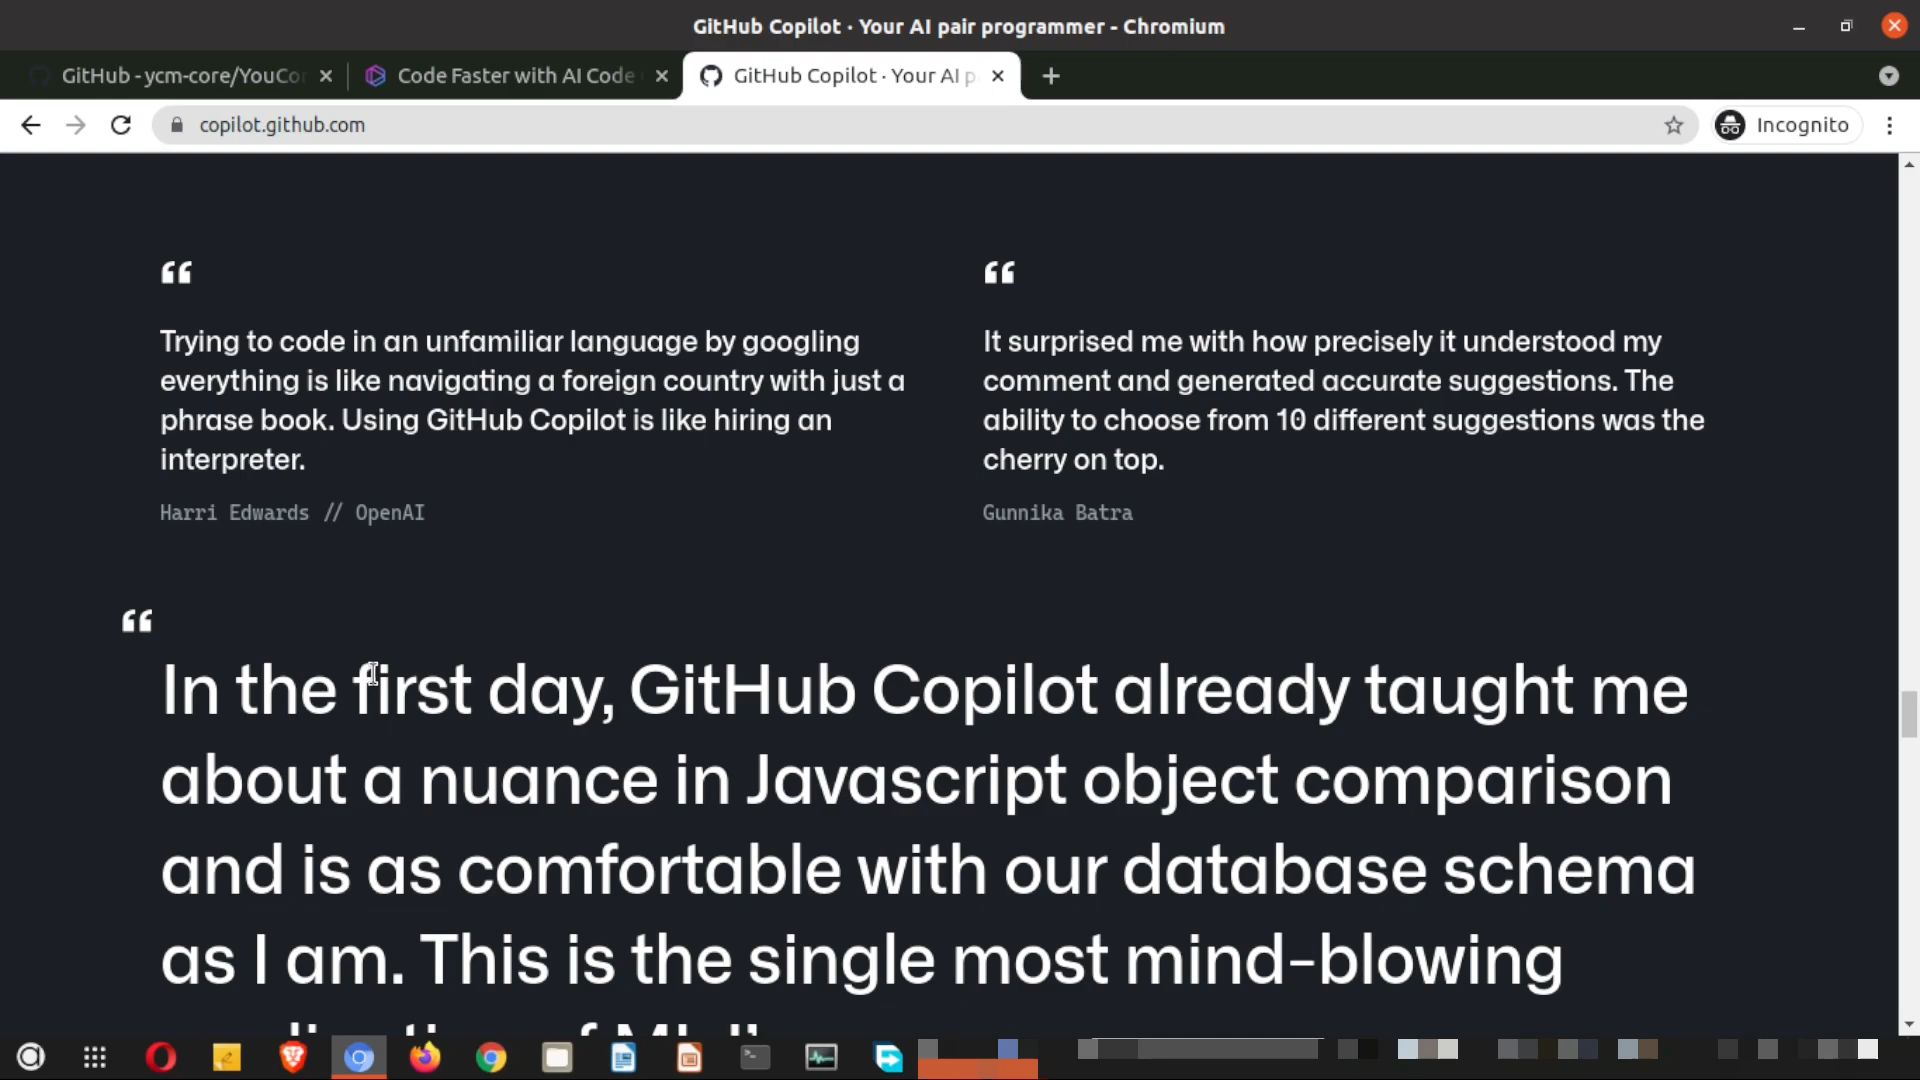 GitHub Copilot · Your AI pair programmer - Chromium
GitHub - ycm-core/YouCo
Code Faster with AI Code
GitHub Copilot · Your AI p
copilot.github.com
Incognito
“
Trying to code in an unfamiliar language by googling
everything is like navigating a foreign country with just a
phrase book. Using GitHub Copilot is like hiring an
interpreter.
Harri Edwards // OpenAI
“
It surprised me with how precisely it understood my
comment and generated accurate suggestions. The
ability to choose from 10 different suggestions was the
cherry on top.
Gunnika Batra
“
In the first day, GitHub Copilot already taught me
about a nuance in Javascript object comparison
and is as comfortable with our database schema
as I am. This is the single most mind-blowing